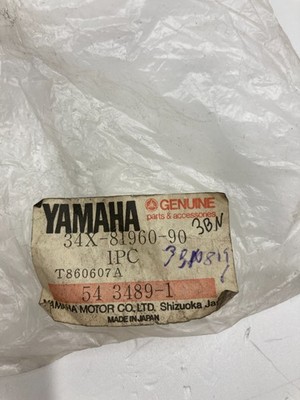 YAMAHA GENUINE
parts & accessories
34X-81960-90 3BN
1PC
T860607A
54 3489-1
YAMAHA MOTOR CO., LTD. Shizuoka Ja
MADE IN JAPAN